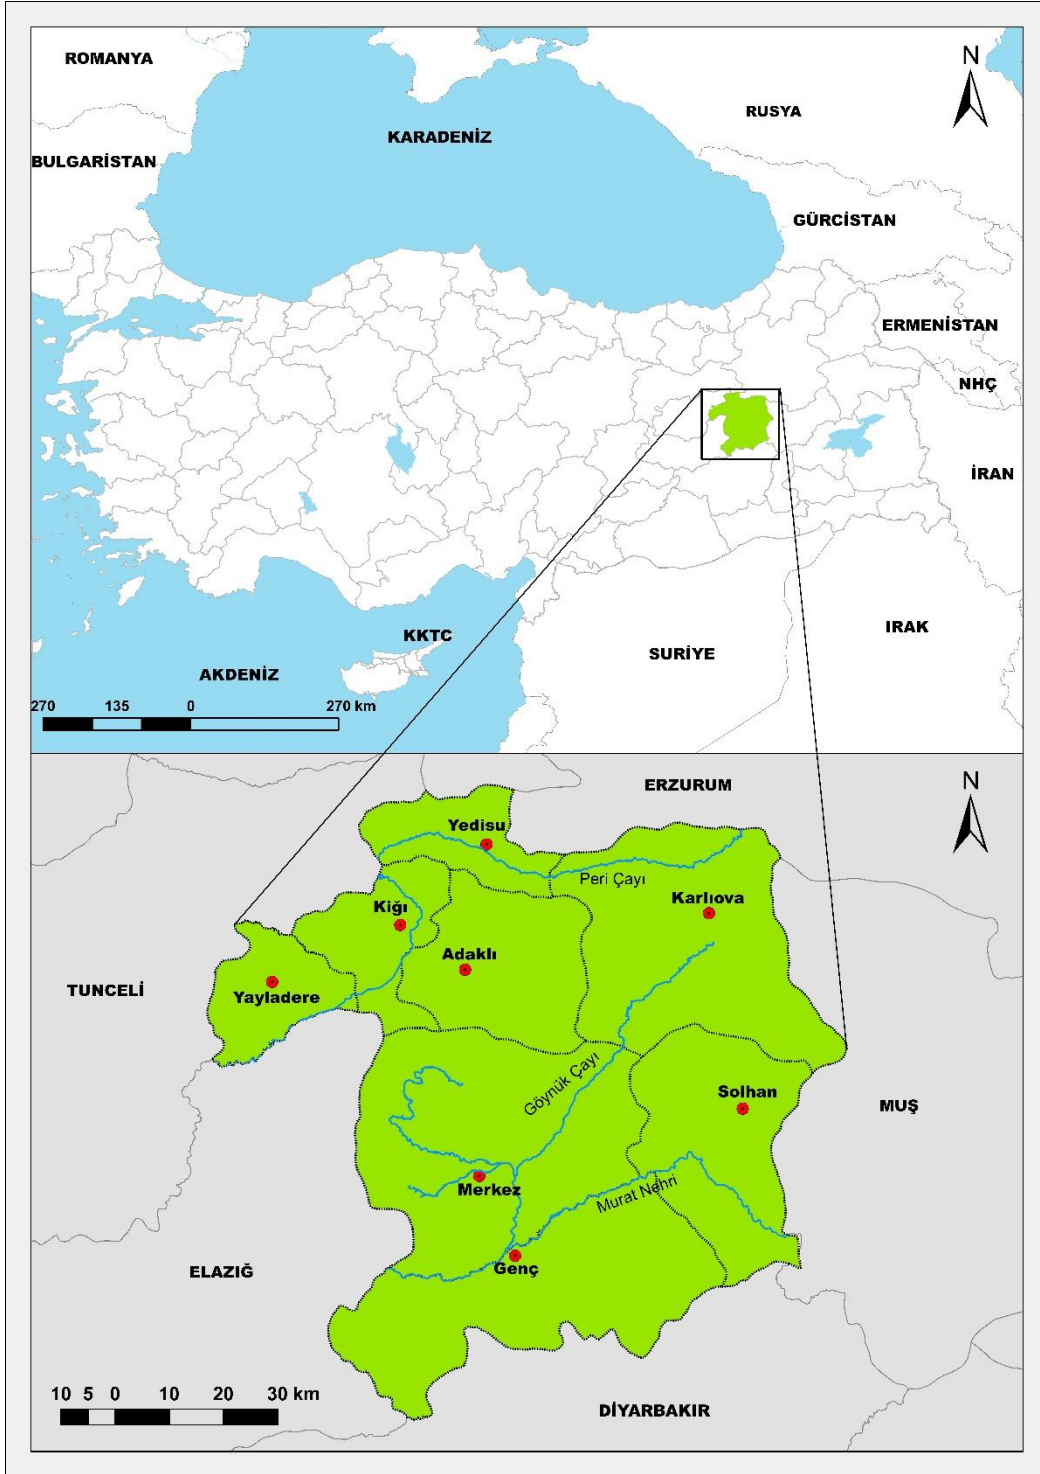 ROMANYA
N
RUSYA
KARADENİZ
BULGARİSTAN
GÜRCİSTAN
ERMENİSTAN
NHÇ
İRAN
IRAK
KKTC
SURİYE
AKDENİZ
270 135 0 270 km
N
ERZURUM
Yedisu
Peri Çayı
Karlıova
Kiğı
Adaklı
TUNCELİ
Yayladere
Göynük Çayı
Solhan
MUŞ
Merkez
Murat Nehri
Genç
ELAZIĞ
10 5 0 10 20 30 km
DİYARBAKIR